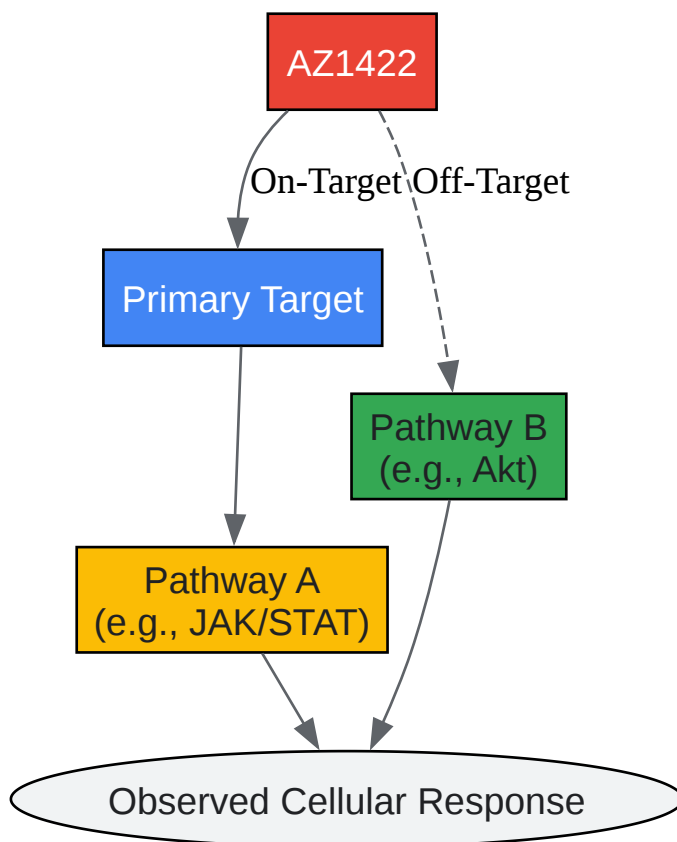 AZ1422
On-Target
Off-Target
Primary Target
Pathway B
(e.g., Akt)
Pathway A
(e.g., JAK/STAT)
Observed Cellular Response